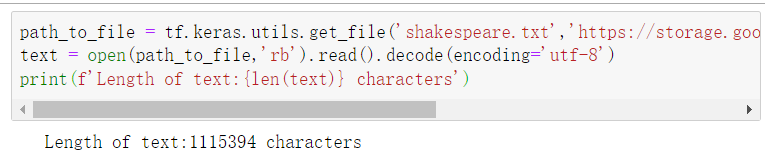 path_to_file = tf.keras.utils.get_file('shakespeare.txt','https://storage.goo
text = open(path_to_file,'rb').read().decode(encoding='utf-8')
print(f'Length of text:{len(text)} characters')
Length of text:1115394 characters